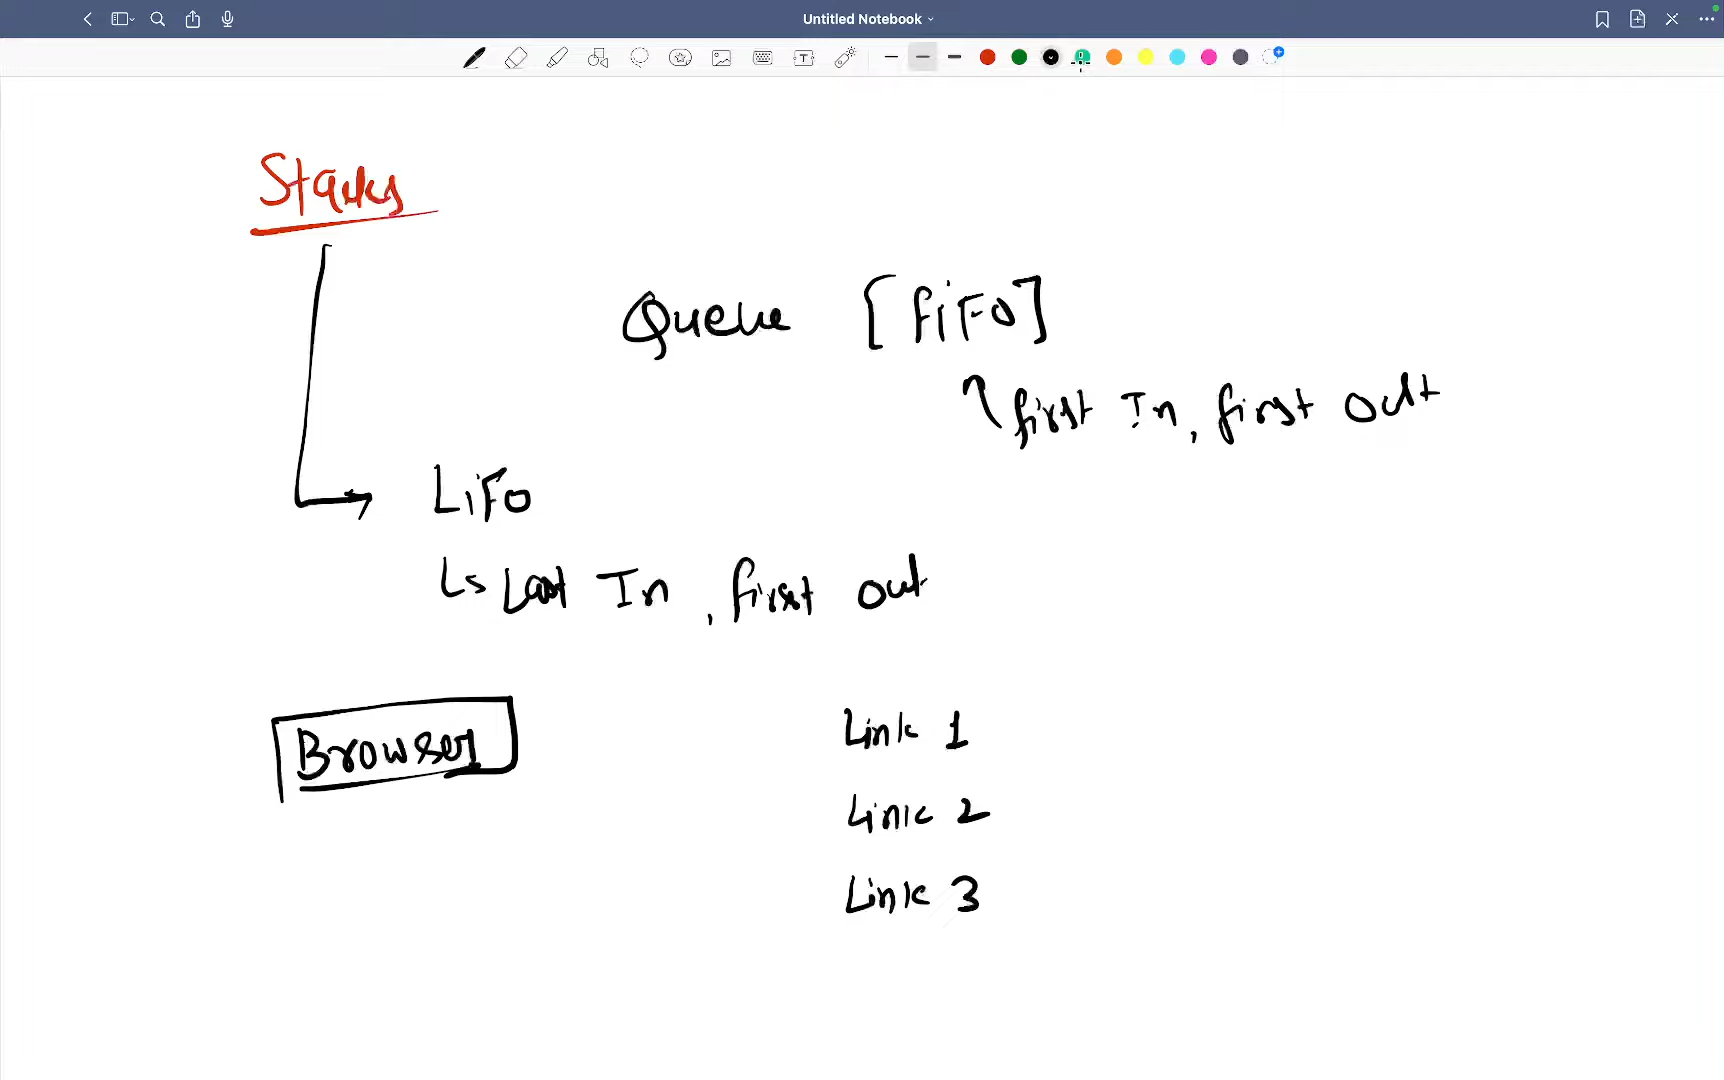 Untitled Notebook
Stacks
Queue [FiFo]
first In, first out
LiFo
Last In, first out
Browser
Link 1
Link 2
Link 3